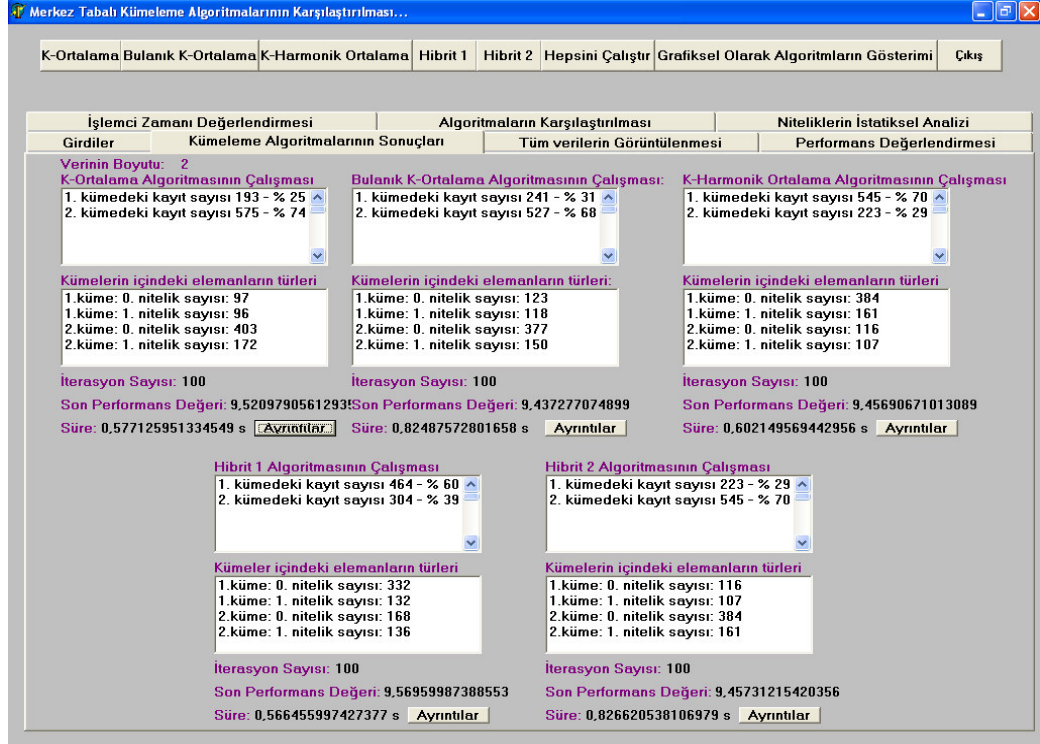 Merkez Tabalı Kümeleme Algoritmalarının Karşılaştırılması...
K-Ortalama Bulanık K-Ortalama K-Harmonik Ortalama Hibrit 1 Hibrit 2 Hepsini Çalıştır Grafiksel Olarak Algoritmların Gösterimi Çıkış
İşlemci Zamanı Değerlendirmesi Algoritmaların Karşılaştırılması Niteliklerin İstatiksel Analizi
Girdiler Kümeleme Algoritmalarının Sonuçları Tüm verilerin Görüntülenmesi Performans Değerlendirmesi
Verinin Boyutu: 2
K-Ortalama Algoritmasının Çalışması
1. kümedeki kayıt sayısı 193 - % 25
2. kümedeki kayıt sayısı 575 - % 74
Kümelerin içindeki elemanların türleri
1.küme: 0. nitelik sayısı: 97
1.küme: 1. nitelik sayısı: 96
2.küme: 0. nitelik sayısı: 403
2.küme: 1. nitelik sayısı: 172
İterasyon Sayısı: 100
Son Performans Değeri: 9,520979056129
Süre: 0,577125951334549 s Ayrıntılar
Bulanık K-Ortalama Algoritmasının Çalışması:
1. kümedeki kayıt sayısı 241 - % 31
2. kümedeki kayıt sayısı 527 - % 68
Kümelerin içindeki elemanların türleri:
1.küme: 0. nitelik sayısı: 123
1.küme: 1. nitelik sayısı: 118
2.küme: 0. nitelik sayısı: 377
2.küme: 1. nitelik sayısı: 150
İterasyon Sayısı: 100
Son Performans Değeri: 9,437277074899
Süre: 0,82487572801658 s Ayrıntılar
K-Harmonik Ortalama Algoritmasının Çalışması
1. kümedeki kayıt sayısı 545 - % 70
2. kümedeki kayıt sayısı 223 - % 29
Kümelerin içindeki elemanların türleri
1.küme: 0. nitelik sayısı: 384
1.küme: 1. nitelik sayısı: 161
2.küme: 0. nitelik sayısı: 116
2.küme: 1. nitelik sayısı: 107
İterasyon Sayısı: 100
Son Performans Değeri: 9,45690671013089
Süre: 0,602149569442956 s Ayrıntılar
Hibrit 1 Algoritmasının Çalışması
1. kümedeki kayıt sayısı 464 - % 60
2. kümedeki kayıt sayısı 304 - % 39
Kümeler içindeki elemanların türleri
1.küme: 0. nitelik sayısı: 332
1.küme: 1. nitelik sayısı: 132
2.küme: 0. nitelik sayısı: 168
2.küme: 1. nitelik sayısı: 136
İterasyon Sayısı: 100
Son Performans Değeri: 9,56959987388553
Süre: 0,566455997427377 s Ayrıntılar
Hibrit 2 Algoritmasının Çalışması
1. kümedeki kayıt sayısı 223 - % 29
2. kümedeki kayıt sayısı 545 - % 70
Kümelerin içindeki elemanların türleri
1.küme: 0. nitelik sayısı: 116
1.küme: 1. nitelik sayısı: 107
2.küme: 0. nitelik sayısı: 384
2.küme: 1. nitelik sayısı: 161
İterasyon Sayısı: 100
Son Performans Değeri: 9,45731215420356
Süre: 0,826620538106979 s Ayrıntılar